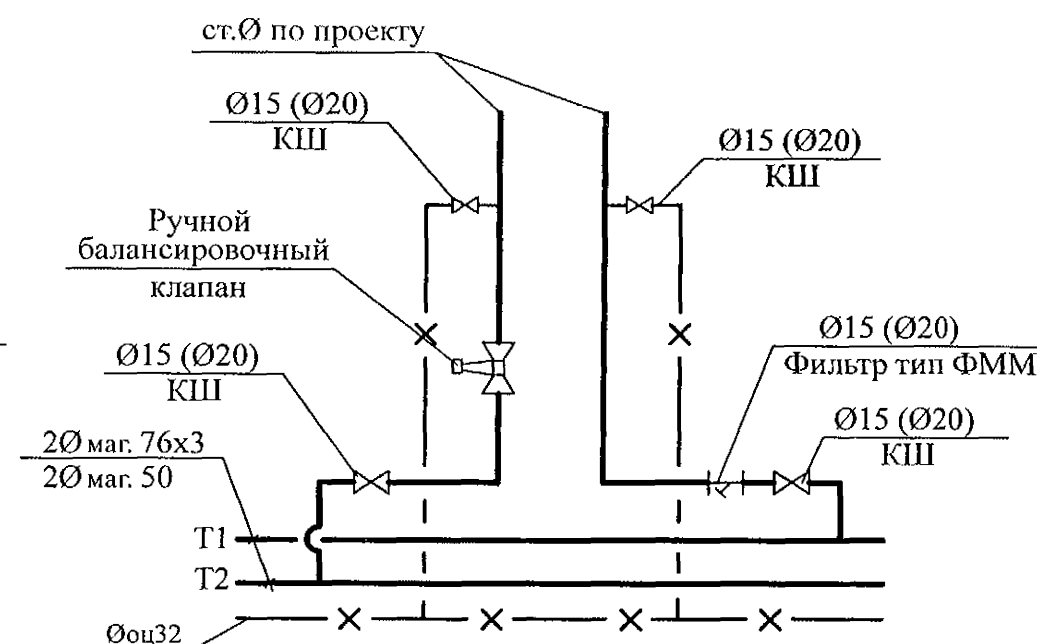 ст.Ø по проекту
Ø15 (Ø20)
КШ
Ø15 (Ø20)
КШ
Ручной
балансировочный
клапан
Ø15 (Ø20)
Фильтр тип ФММ
Ø15 (Ø20)
КШ
Ø15 (Ø20)
КШ
2Ø маг. 76х3
2Ø маг. 50
Т1
Т2
Øоц32